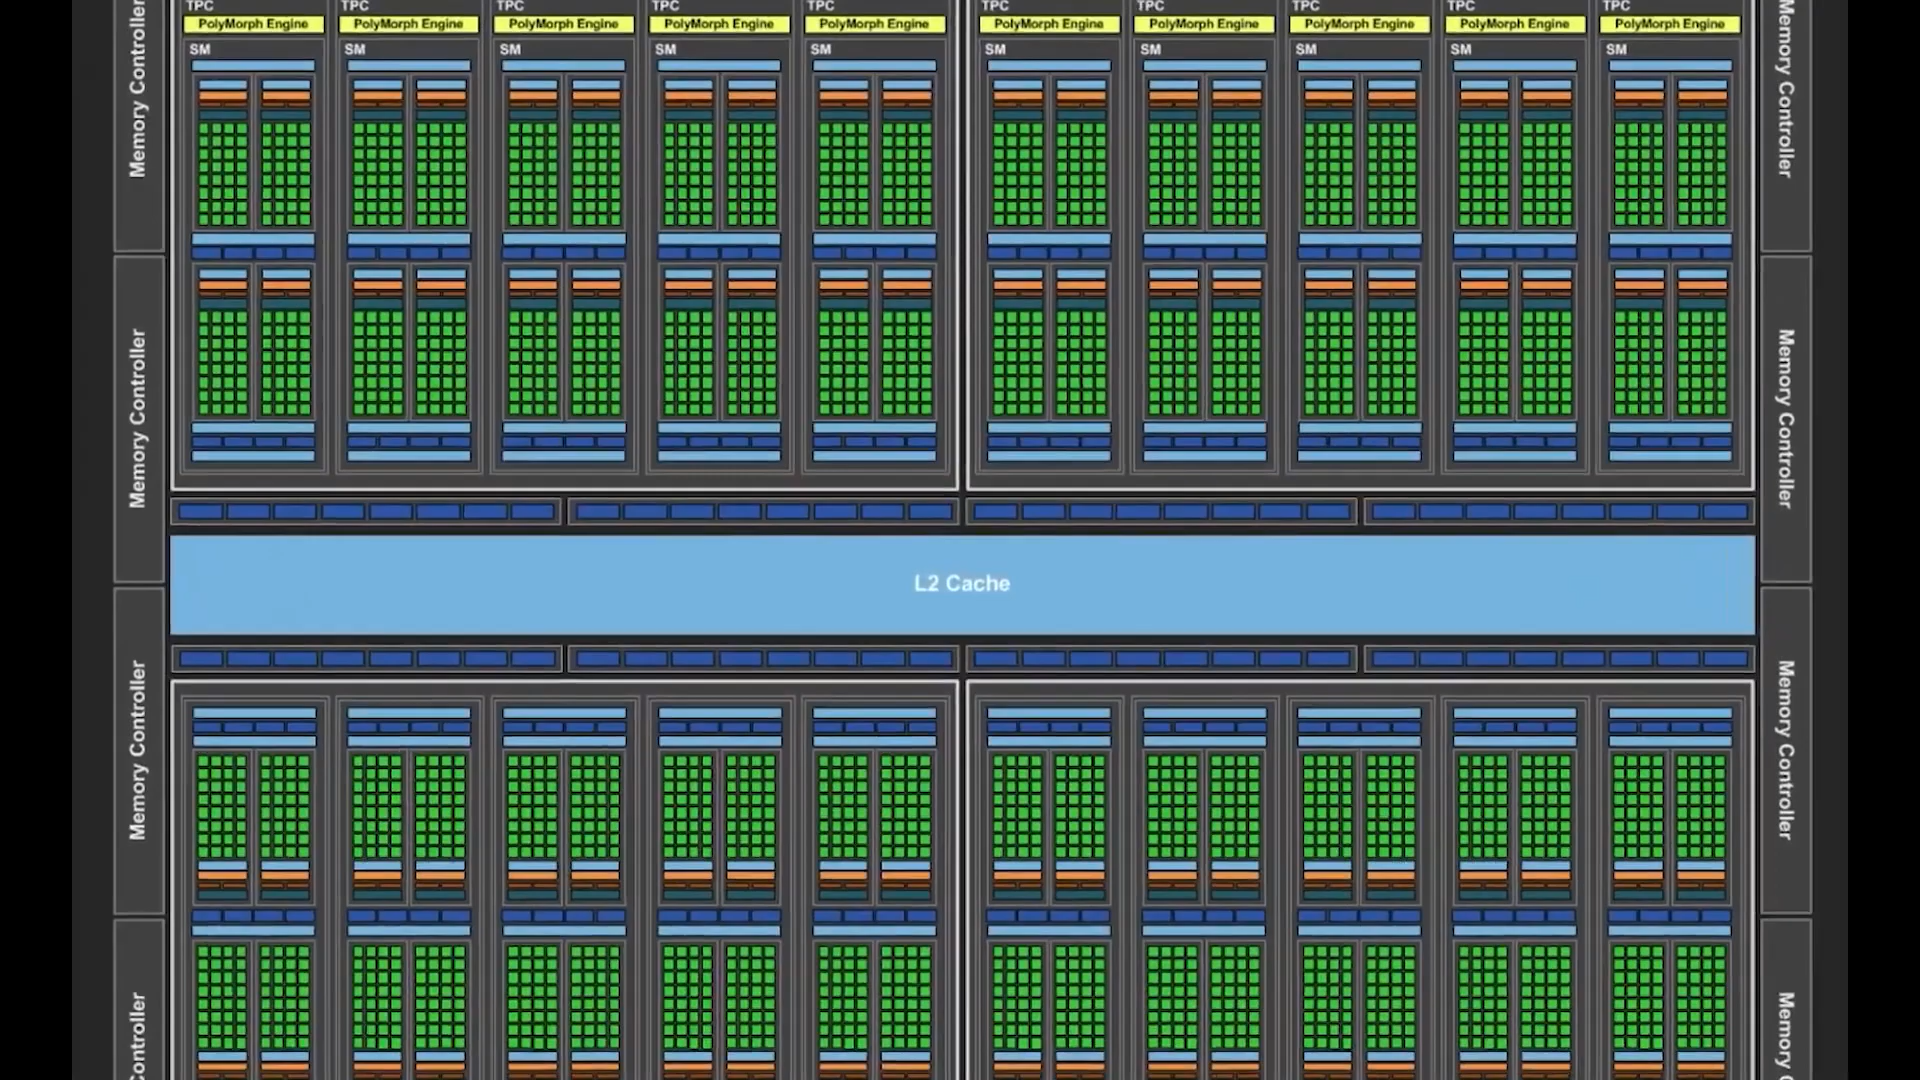 TPC TPC TPC TPC TPC TPC TPC TPC TPC TPC
PolyMorph Engine PolyMorph Engine PolyMorph Engine PolyMorph Engine PolyMorph Engine PolyMorph Engine PolyMorph Engine PolyMorph Engine PolyMorph Engine PolyMorph Engine
SM SM SM SM SM SM SM SM SM SM
Memory Controller
Memory Controller
Memory Controller
Memory Controller
L2 Cache
Memory Controller
Memory Controller
Controller
Memory